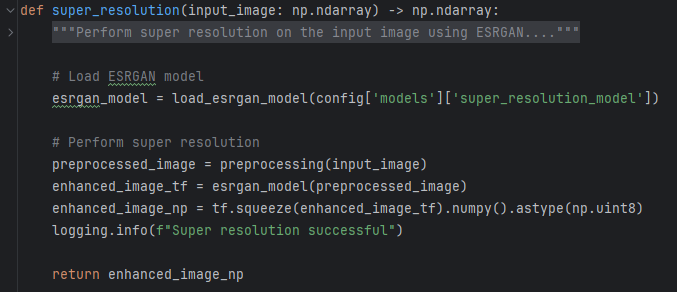 def super_resolution(input_image: np.ndarray) -> np.ndarray:
    """Perform super resolution on the input image using ESRGAN...."""
    # Load ESRGAN model
    esrgan_model = load_esrgan_model(config['models']['super_resolution_model'])
    # Perform super resolution
    preprocessed_image = preprocessing(input_image)
    enhanced_image_tf = esrgan_model(preprocessed_image)
    enhanced_image_np = tf.squeeze(enhanced_image_tf).numpy().astype(np.uint8)
    logging.info(f"Super resolution successful")
    return enhanced_image_np